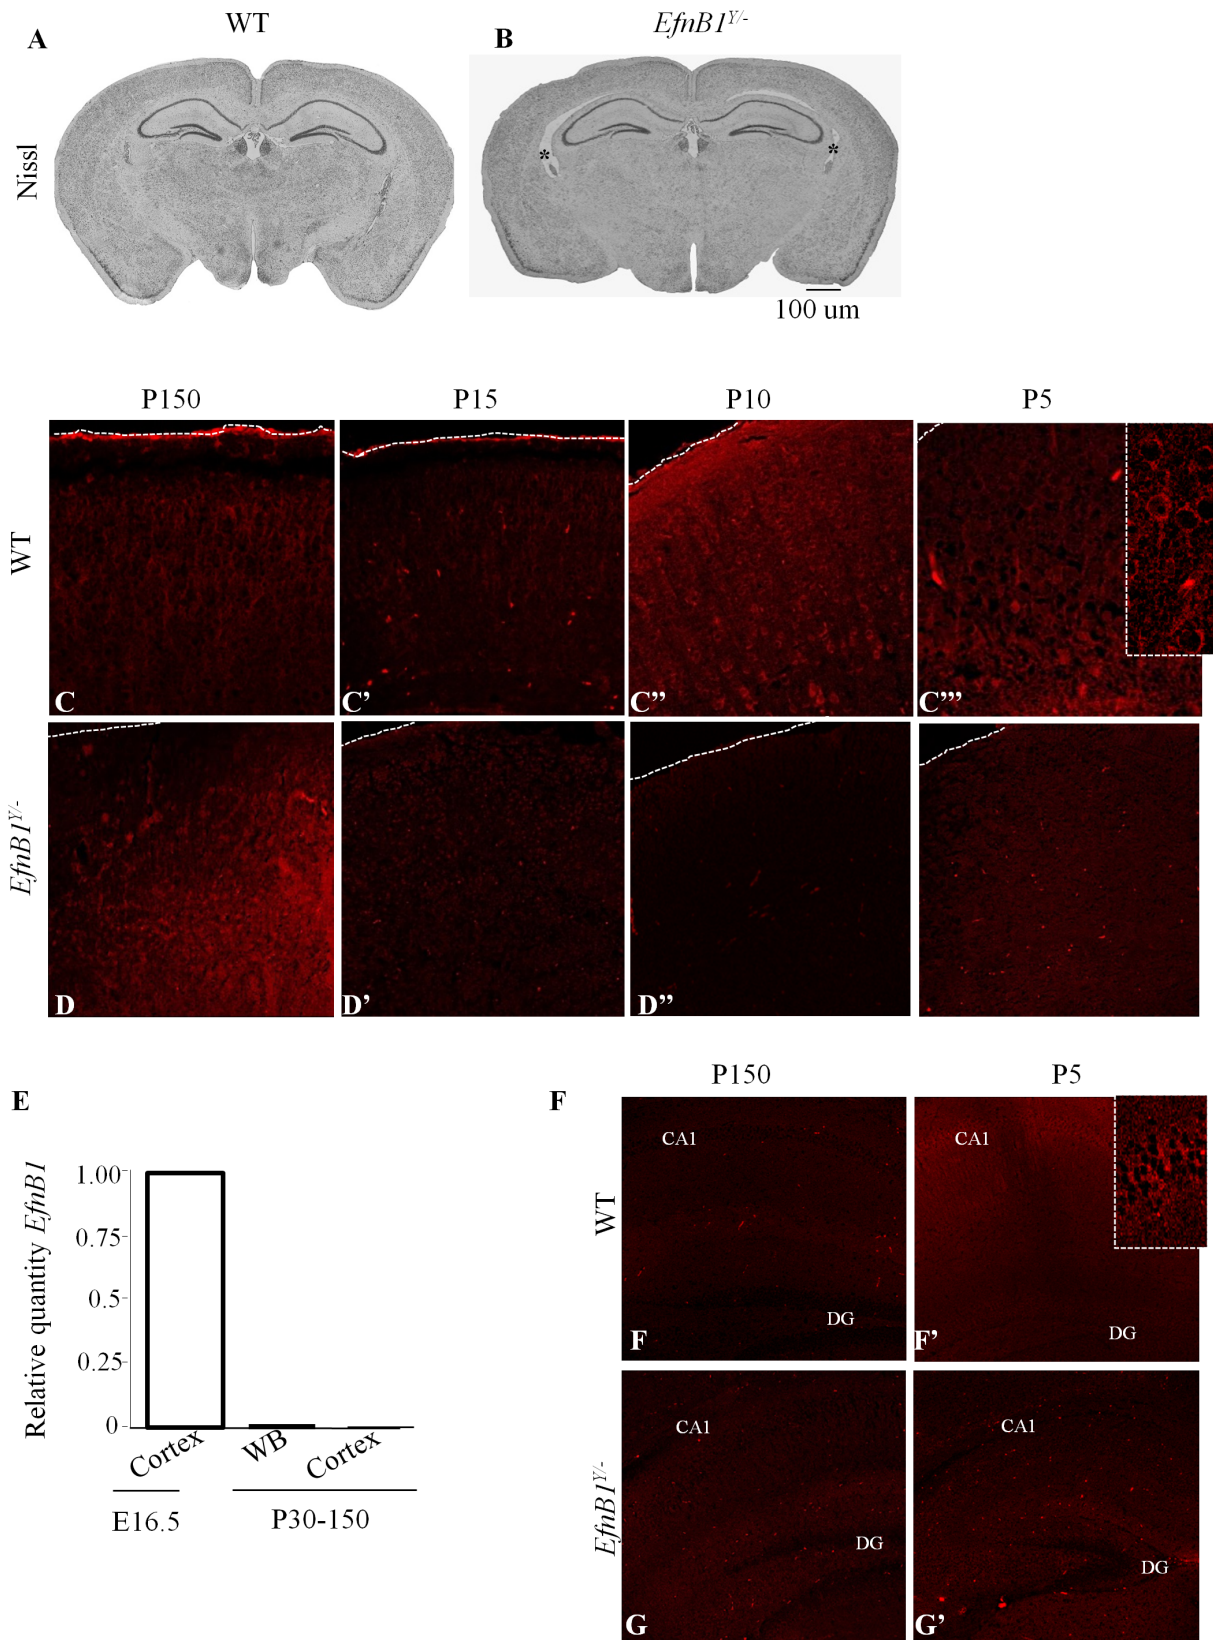 WT
EfnB1Y/-
A
B
Nissl
*
*
100 um
P150
P15
P10
P5
WT
C
C’
C”
C’”
EfnB1Y/-
D
D’
D”
E
Relative quantity EfnB1
1.00
0.75
0.5
0.25
0
Cortex
WB
Cortex
E16.5
P30-150
F
P150
P5
WT
CA1
DG
F
CA1
DG
F’
EfnB1Y/-
CA1
DG
G
CA1
DG
G’